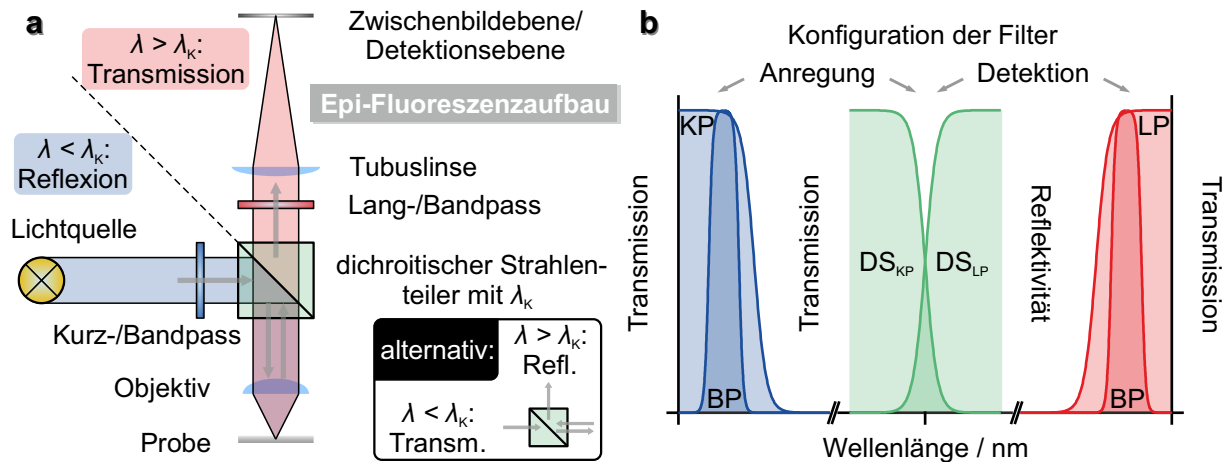 a
Zwischenbildebene/
Detektionsebene
λ > λK:
Transmission
Epi-Fluoreszenzaufbau
λ < λK:
Reflexion
Tubuslinse
Lang-/Bandpass
Lichtquelle
dichroitischer Strahlen-
teiler mit λK
Kurz-/Bandpass
alternativ:
λ > λK:
Refl.
Objektiv
λ < λK:
Transm.
Probe
b
Konfiguration der Filter
Anregung
Detektion
KP
LP
Transmission
Transmission
DSKP
DSLP
Reflektivität
Transmission
BP
BP
Wellenlänge / nm